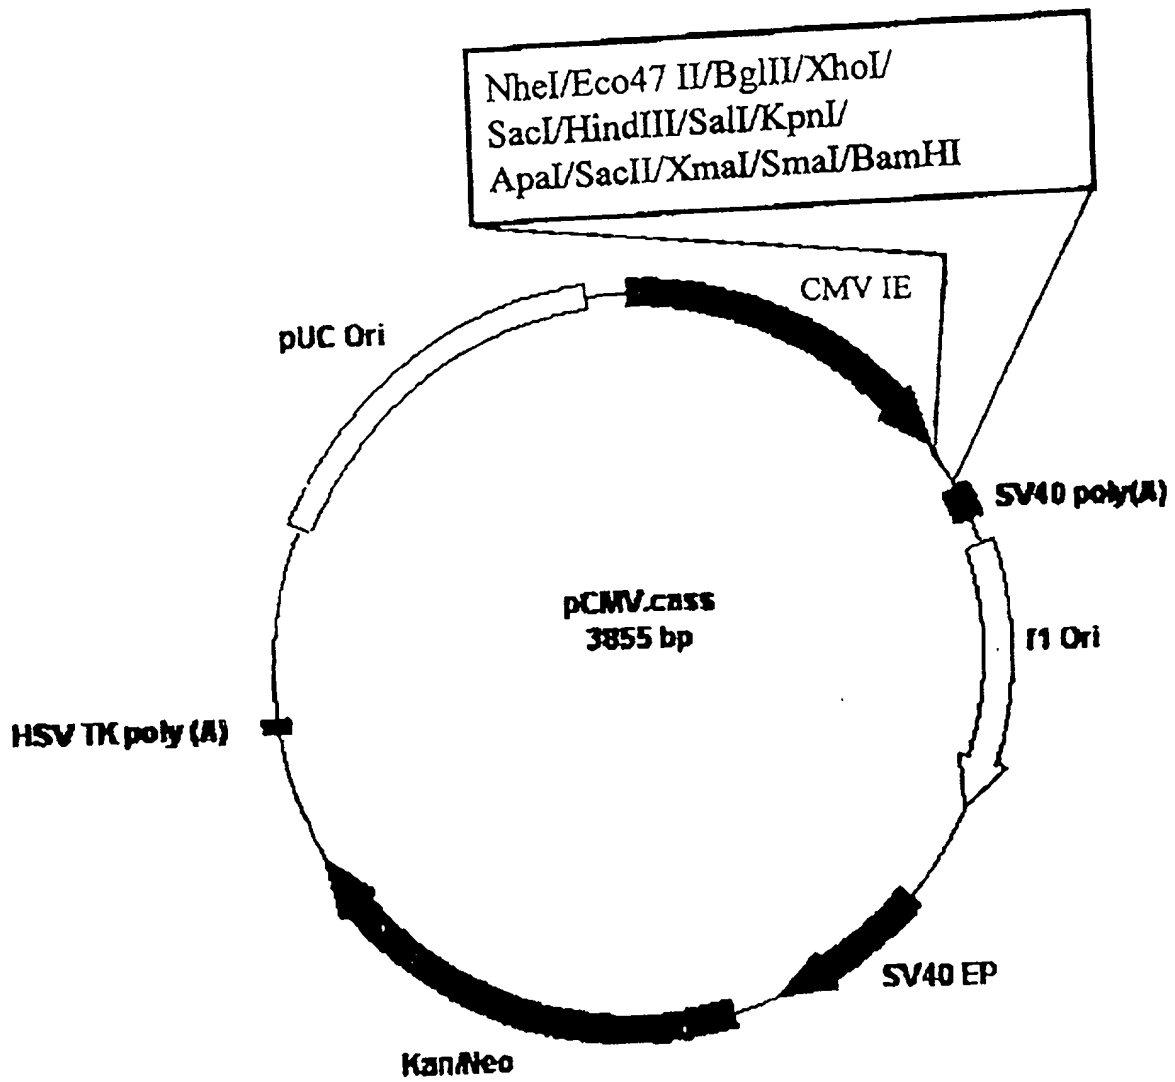 NheI/Eco47 II/BglII/XhoI/
SacI/HindIII/SalI/KpnI/
ApaI/SacII/XmaI/SmaI/BamHI
CMV IE
pUC Ori
SV40 poly(A)
pCMV.cass
3855 bp
f1 Ori
HSV TK poly (A)
SV40 EP
Kan/Neo